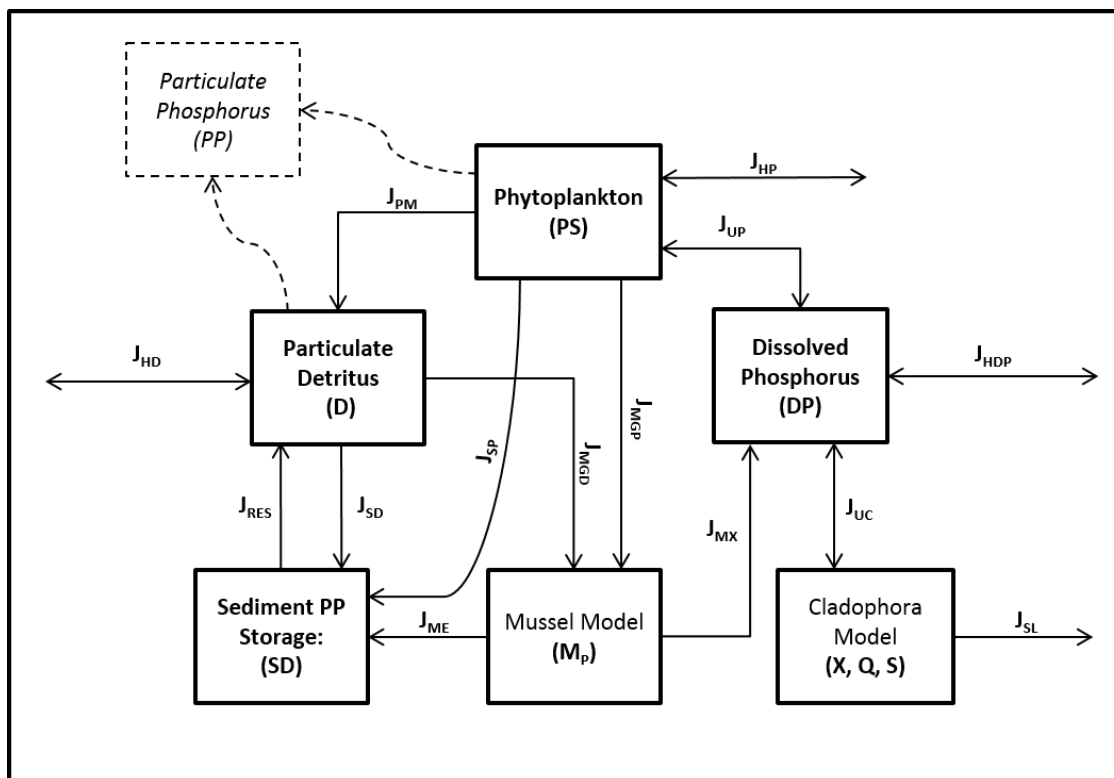 Particulate
Phosphorus
(PP)
Phytoplankton
(PS)
J_HP
J_PM
J_UP
Particulate
Detritus
(D)
Dissolved
Phosphorus
(DP)
J_HD
J_HDP
J_SP
J_MGD
J_MGP
J_RES
J_SD
J_MX
J_UC
Sediment PP
Storage:
(SD)
J_ME
Mussel Model
(M_P)
Cladophora
Model
(X, Q, S)
J_SL